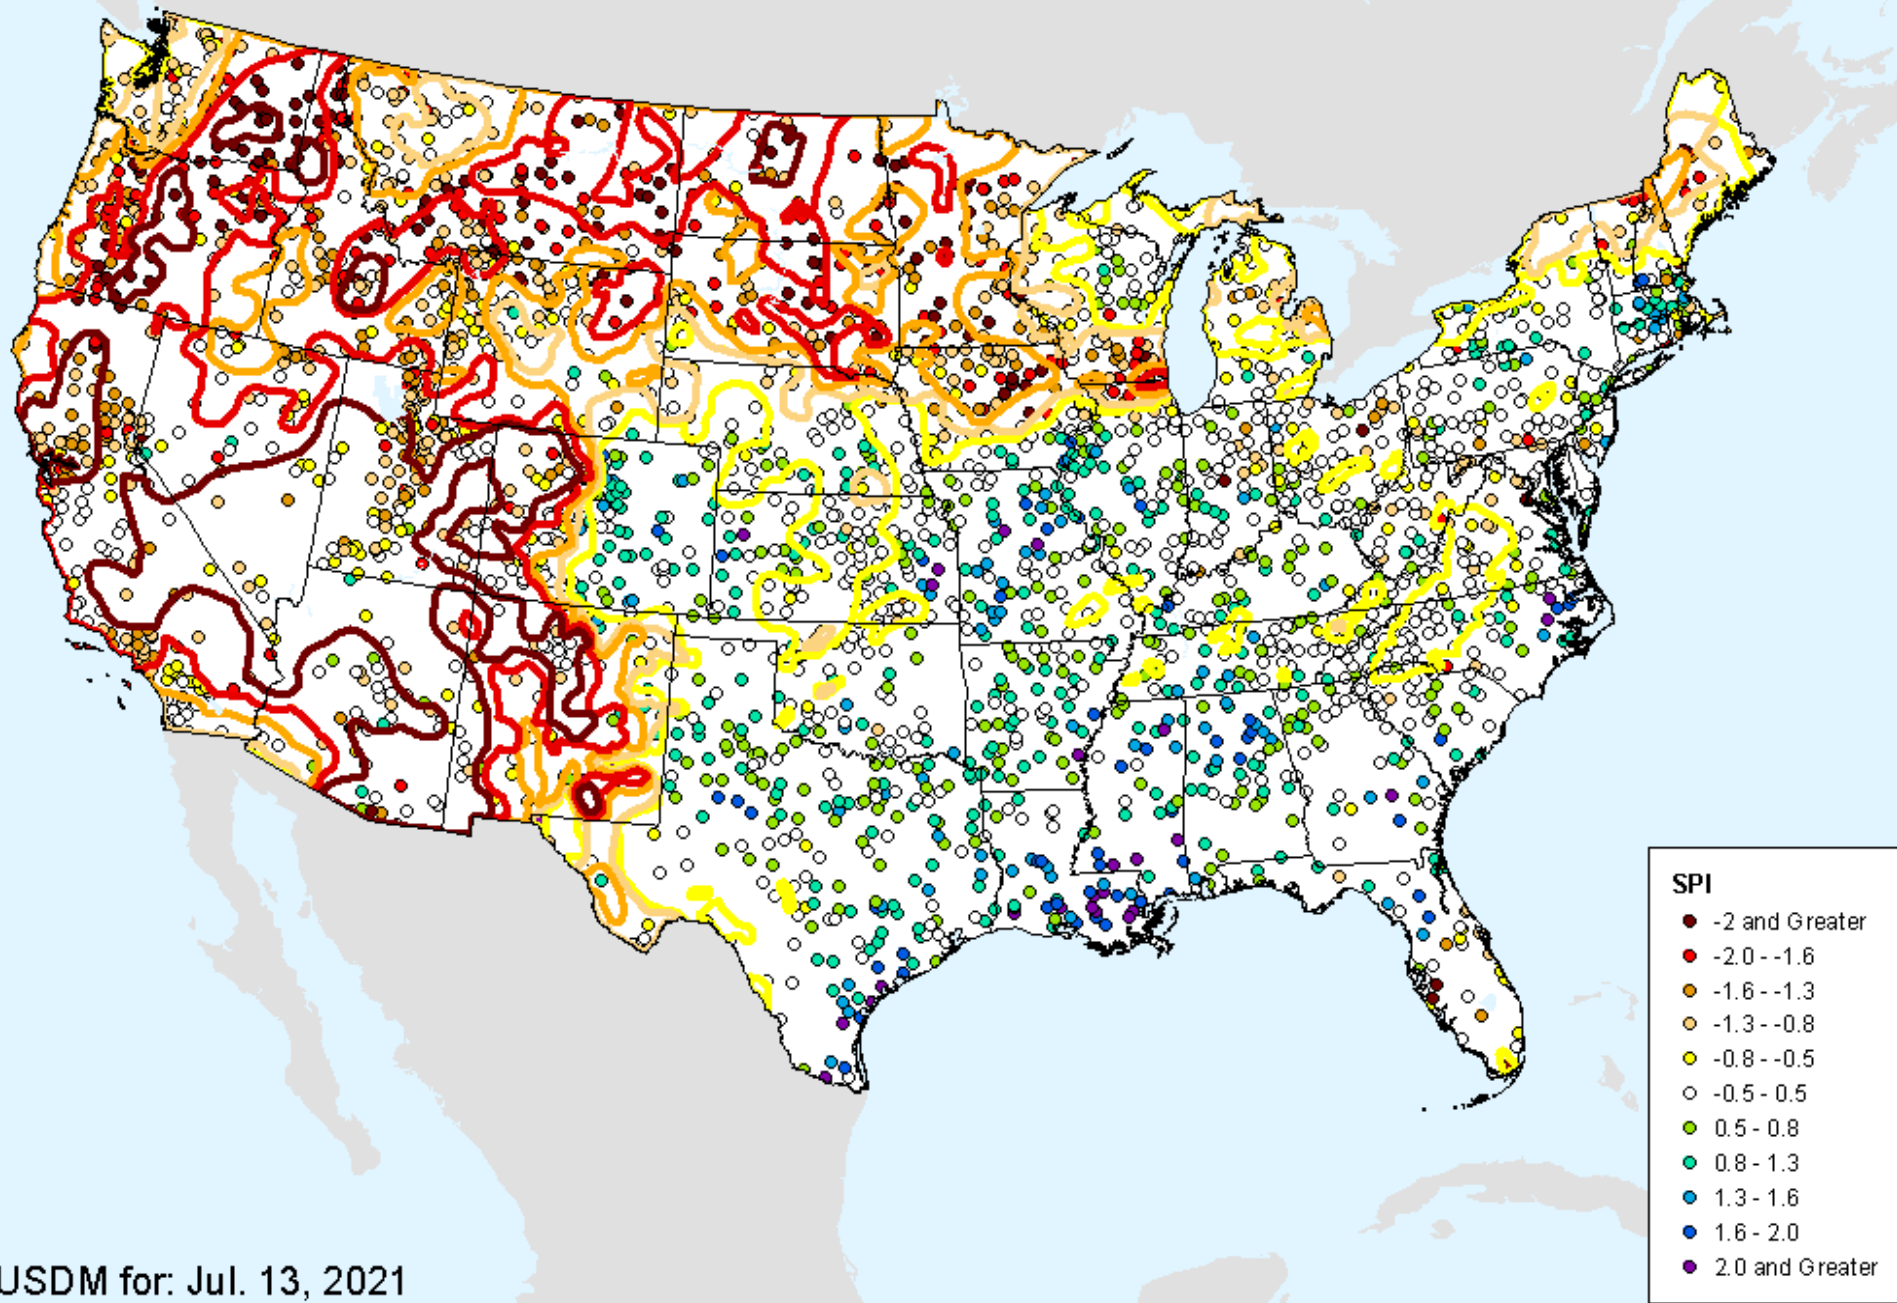 SPI
-2 and Greater
-2.0 - -1.6
-1.6 - -1.3
-1.3 - -0.8
-0.8 - -0.5
-0.5 - 0.5
0.5 - 0.8
0.8 - 1.3
1.3 - 1.6
1.6 - 2.0
2.0 and Greater
USDM for: Jul. 13, 2021